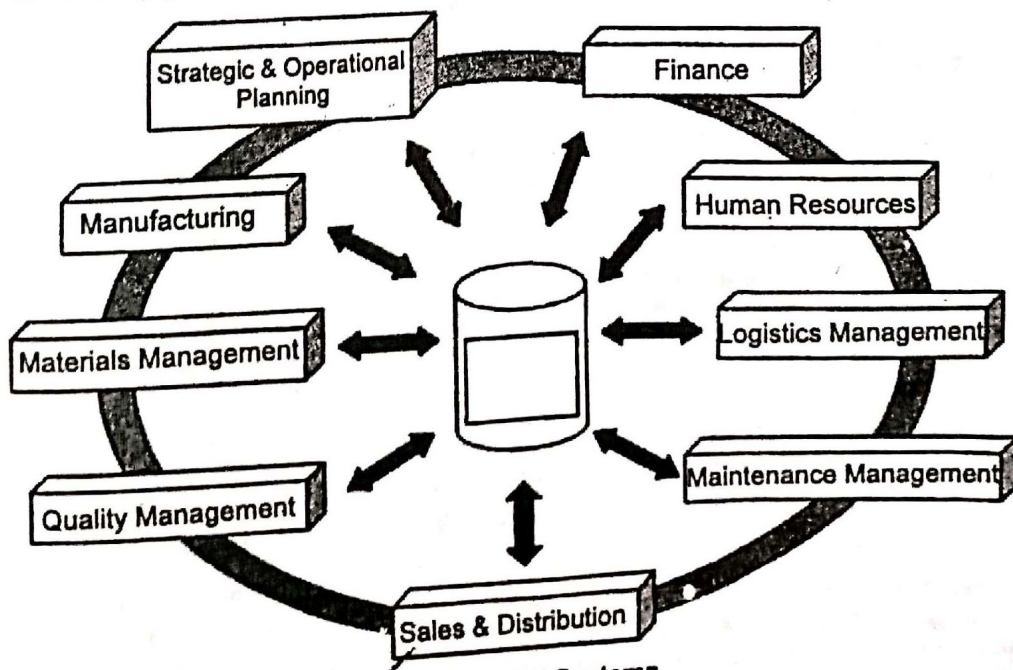 Strategic & Operational
Planning
Finance
Manufacturing
Human Resources
Materials Management
Logistics Management
Quality Management
Maintenance Management
Sales & Distribution